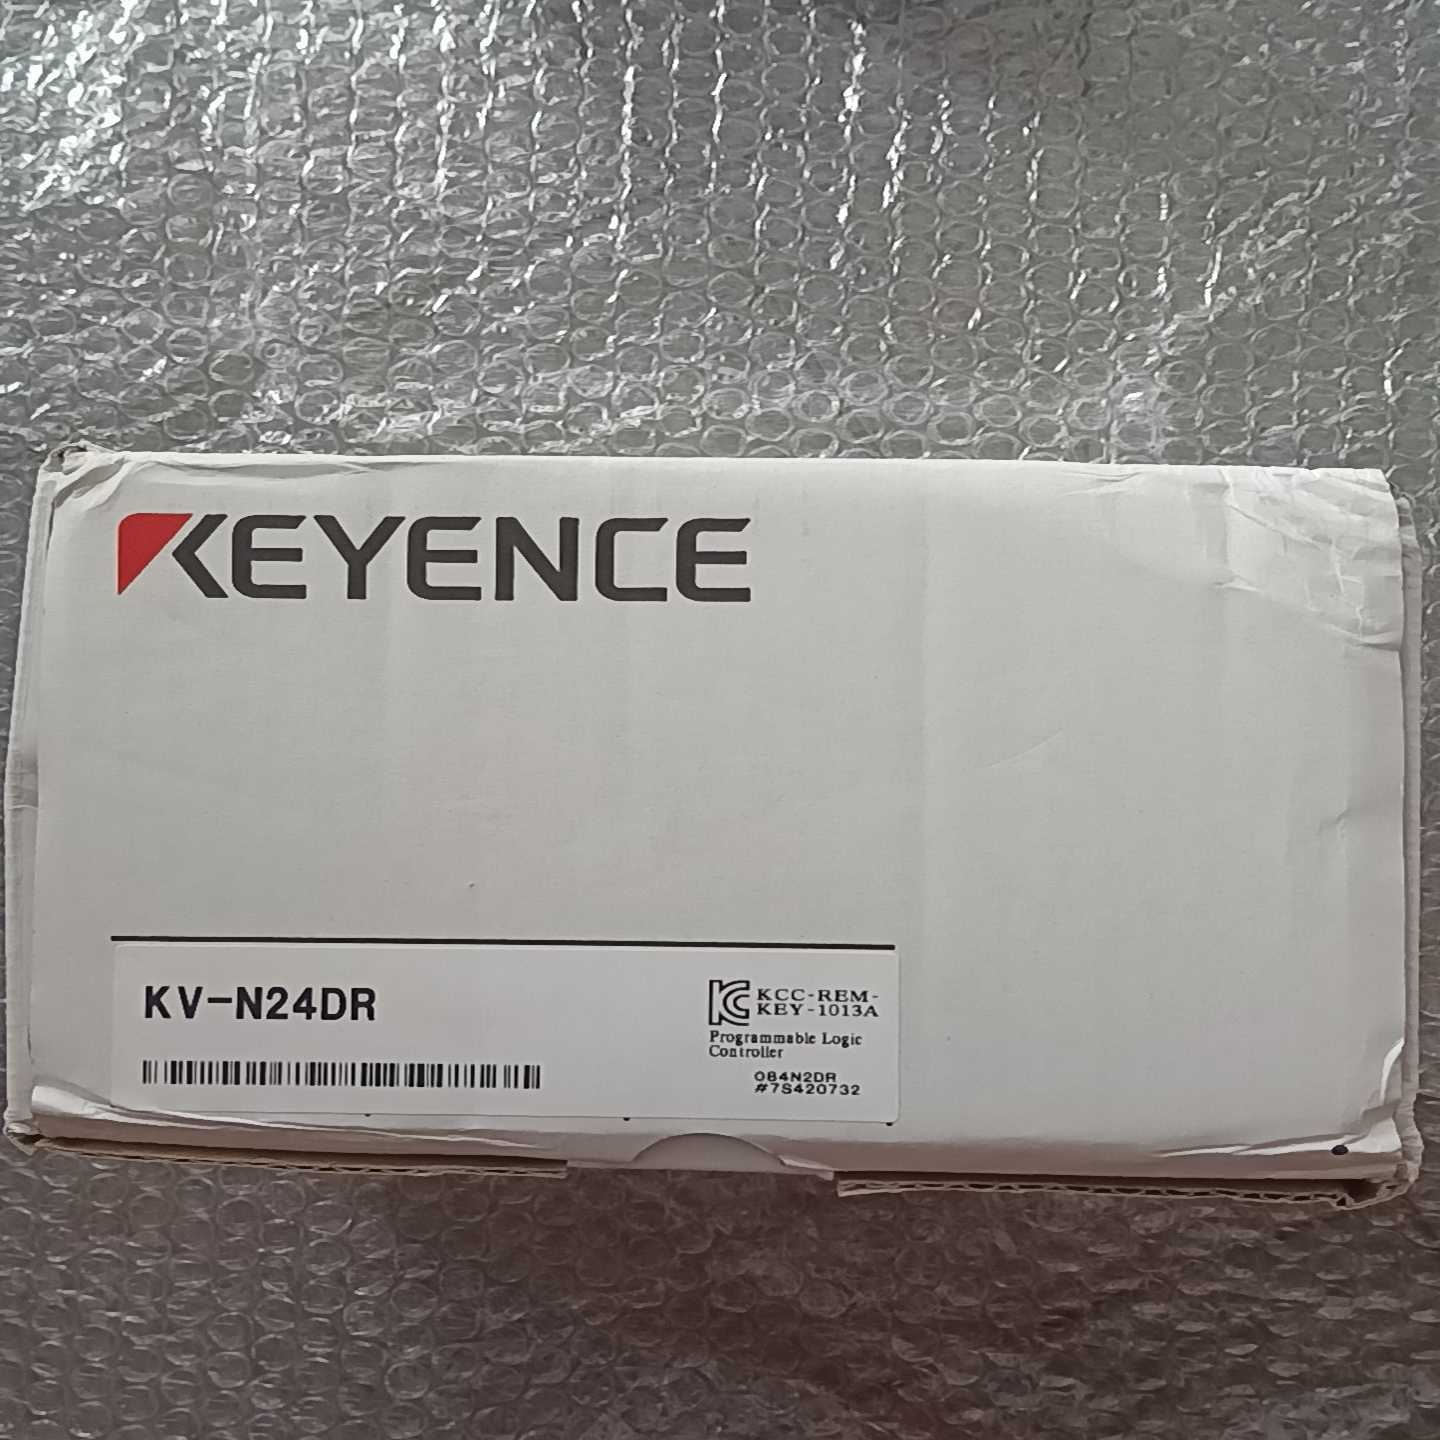 KEYENCE
KV-N24DR
KCC-REM-
KEY-1013A
Programmable Logic
Controller
084N2DR
#7S420732